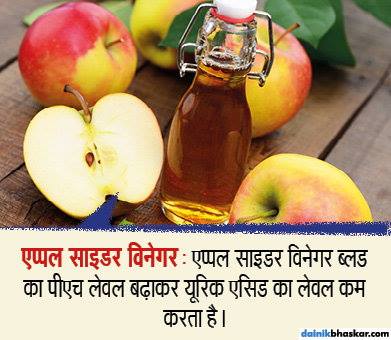 एप्पल साइडर विनेगर : एप्पल साइडर विनेगर ब्लड
का पीएच लेवल बढ़ाकर यूरिक एसिड का लेवल कम
करता है।
dainikbhaskar.com